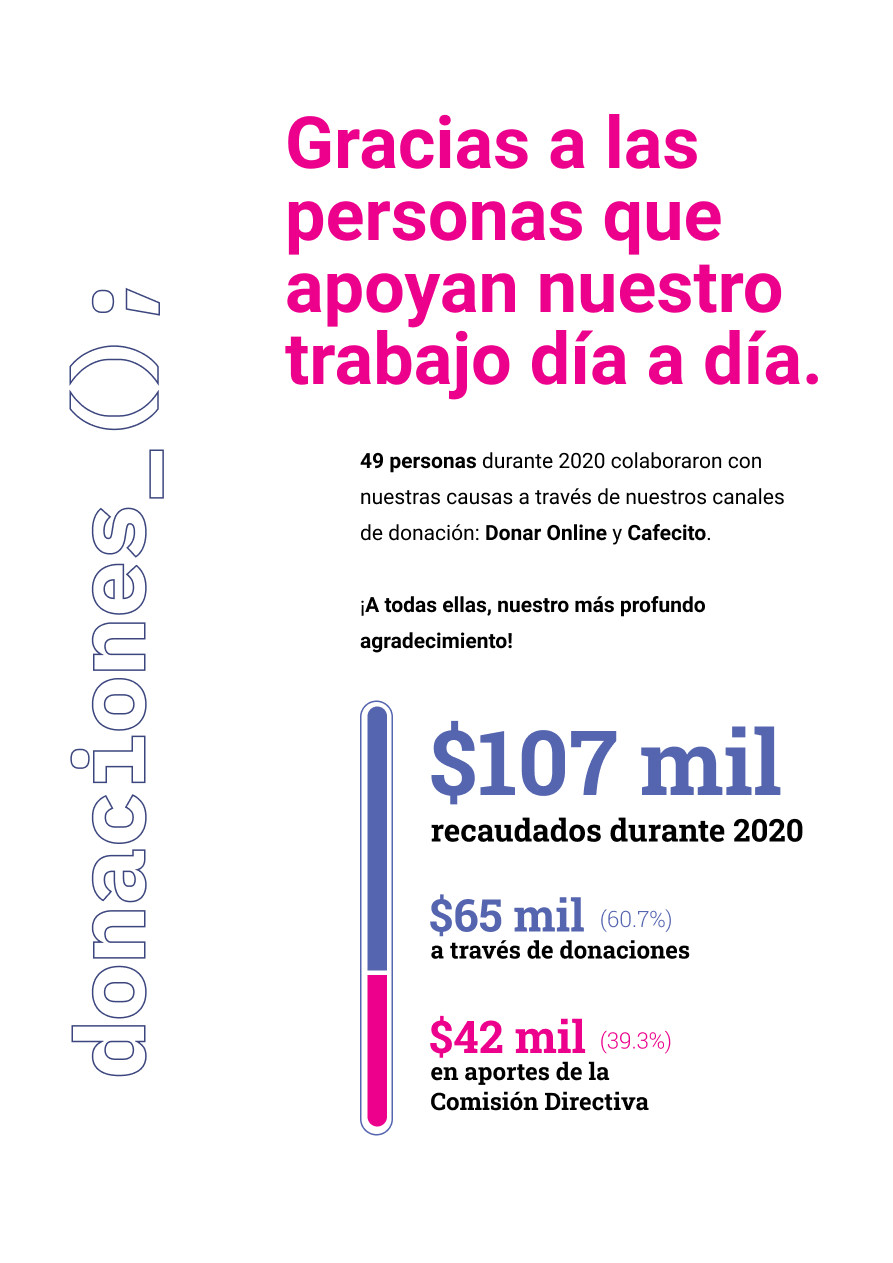 donaciones_();
Gracias a las
personas que
apoyan nuestro
trabajo día a día.
49 personas durante 2020 colaboraron con
nuestras causas a través de nuestros canales
de donación: Donar Online y Cafecito.
¡A todas ellas, nuestro más profundo
agradecimiento!
$107 mil
recaudados durante 2020
$65 mil (60.7%)
a través de donaciones
$42 mil (39.3%)
en aportes de la
Comisión Directiva